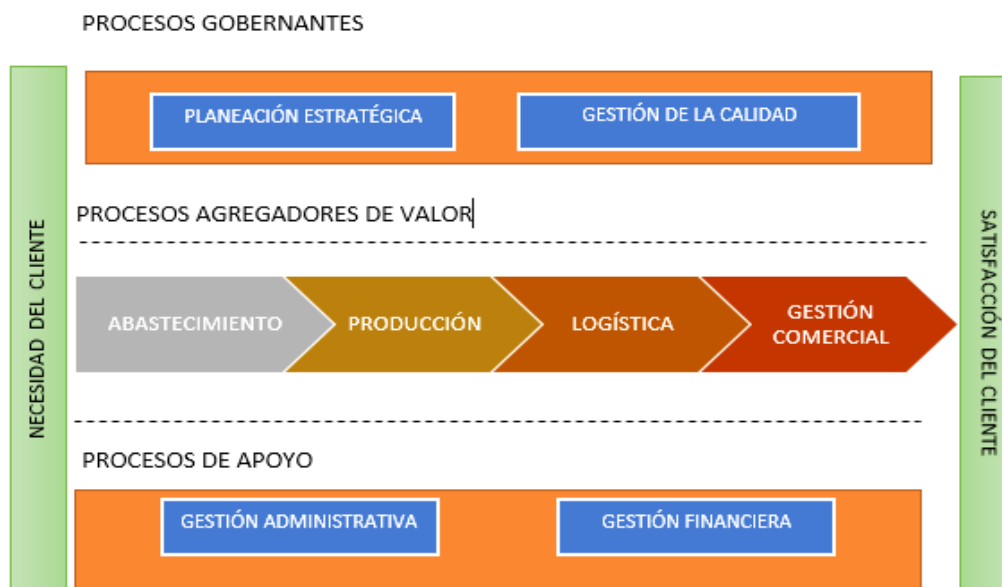 PROCESOS GOBERNANTES
NECESIDAD DEL CLIENTE
PLANEACIÓN ESTRATÉGICA
GESTIÓN DE LA CALIDAD
PROCESOS AGREGADORES DE VALOR
ABASTECIMIENTO
PRODUCCIÓN
LOGÍSTICA
GESTIÓN
COMERCIAL
PROCESOS DE APOYO
GESTIÓN ADMINISTRATIVA
GESTIÓN FINANCIERA
SATISFACCIÓN DEL CLIENTE